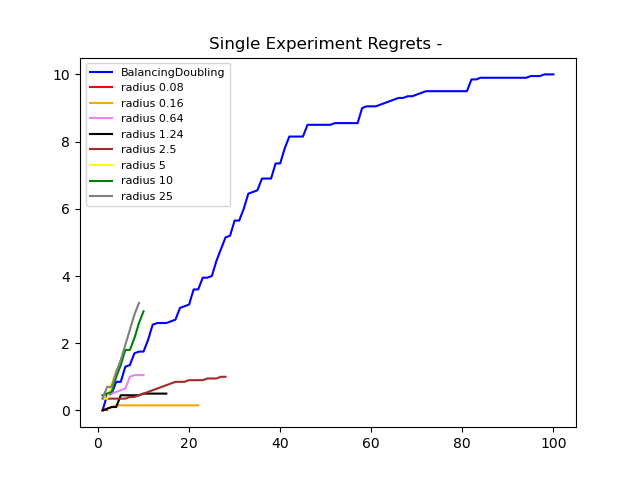 Single Experiment Regrets -
BalancingDoubling
radius 0.08
radius 0.16
radius 0.64
radius 1.24
radius 2.5
radius 5
radius 10
radius 25
10
8
6
4
2
0
0 20 40 60 80 100